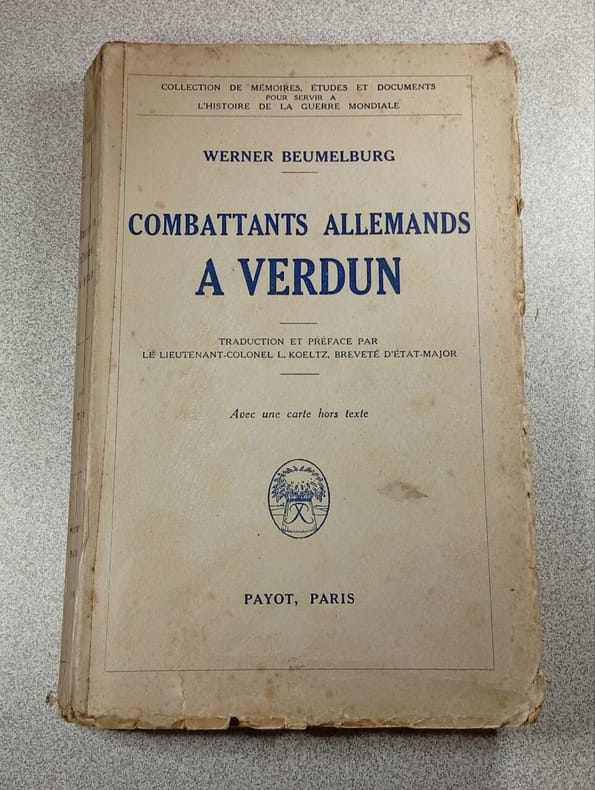 COLLECTION DE MÉMOIRES, ÉTUDES ET DOCUMENTS
POUR SERVIR A
L'HISTOIRE DE LA GUERRE MONDIALE
WERNER BEUMELBURG
COMBATTANTS ALLEMANDS
A VERDUN
TRADUCTION ET PRÉFACE PAR
LE LIEUTENANT-COLONEL L. KOELTZ, BREVETÉ D'ÉTAT-MAJOR
Avec une carte hors texte
PAYOT, PARIS